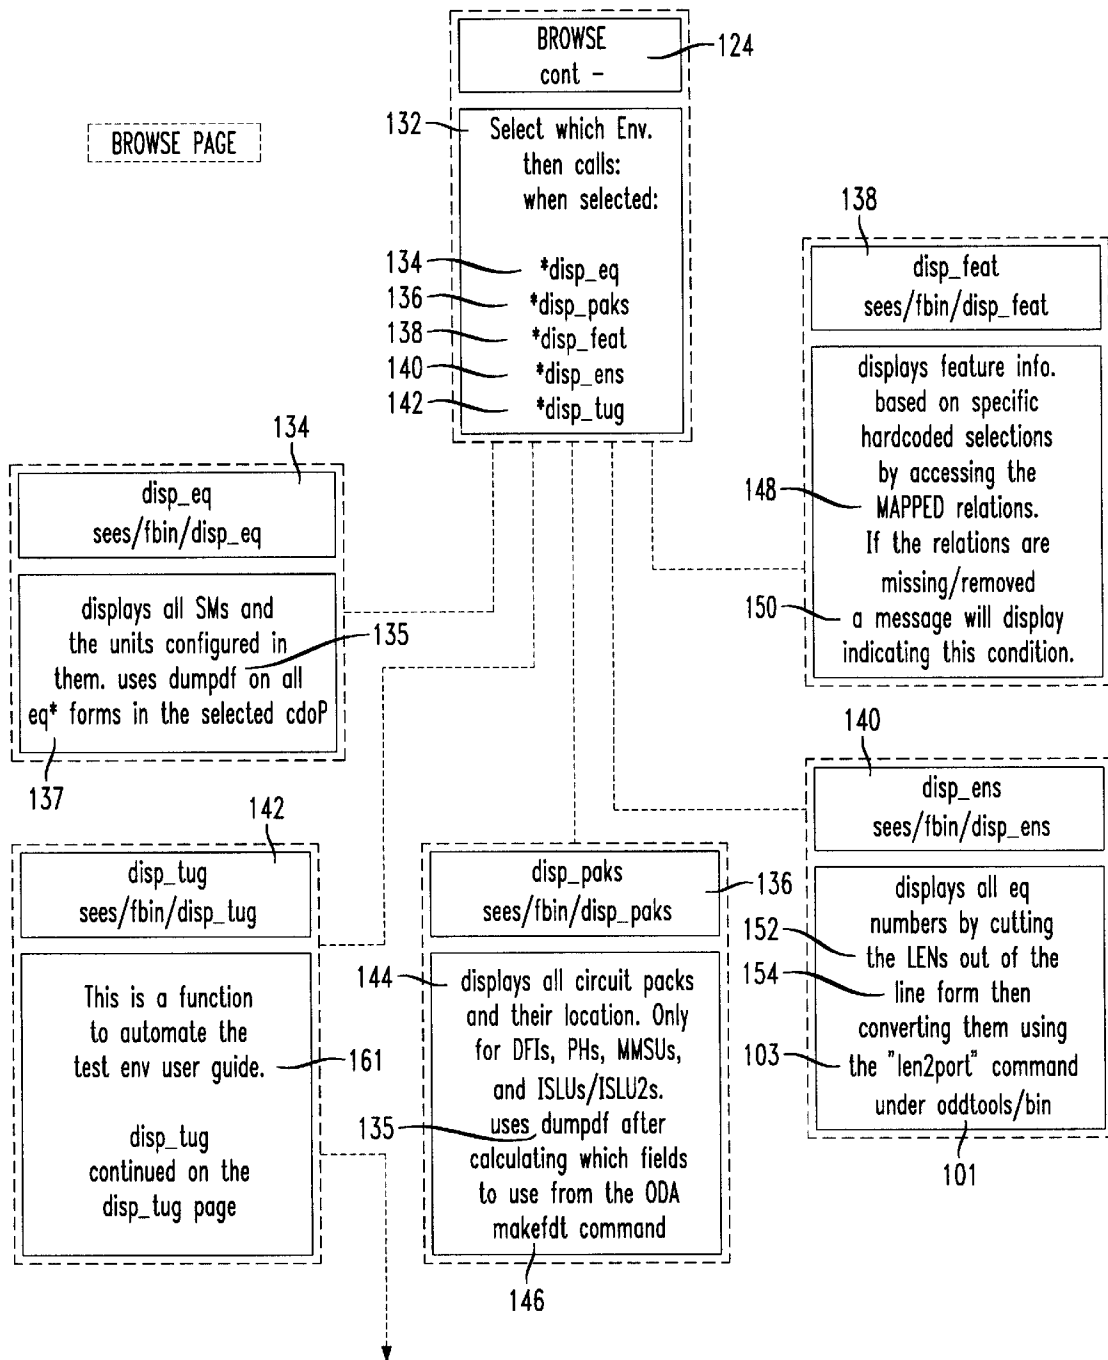 BROWSE
cont -
124
BROWSE PAGE
132
Select which Env.
then calls:
when selected:
134
*disp_eq
136
*disp_paks
138
*disp_feat
140
*disp_ens
142
*disp_tug
138
disp_feat
sees/fbin/disp_feat
displays feature info.
based on specific
hardcoded selections
by accessing the
148
MAPPED relations.
If the relations are
missing/removed
150
a message will display
indicating this condition.
134
disp_eq
sees/fbin/disp_eq
displays all SMs and
the units configured in
135
them. uses dumpdf on all
eq* forms in the selected cdoP
137
140
disp_ens
sees/fbin/disp_ens
displays all eq
numbers by cutting
152
the LENs out of the
154
line form then
converting them using
103
the "len2port" command
under oddtools/bin
101
142
disp_tug
sees/fbin/disp_tug
This is a function
to automate the
test env user guide.
161
disp_tug
continued on the
disp_tug page
disp_paks
136
sees/fbin/disp_paks
144
displays all circuit packs
and their location. Only
for DFIs, PHs, MMSUs,
and ISLUs/ISLU2s.
135
uses dumpdf after
calculating which fields
to use from the ODA
makefdt command
146